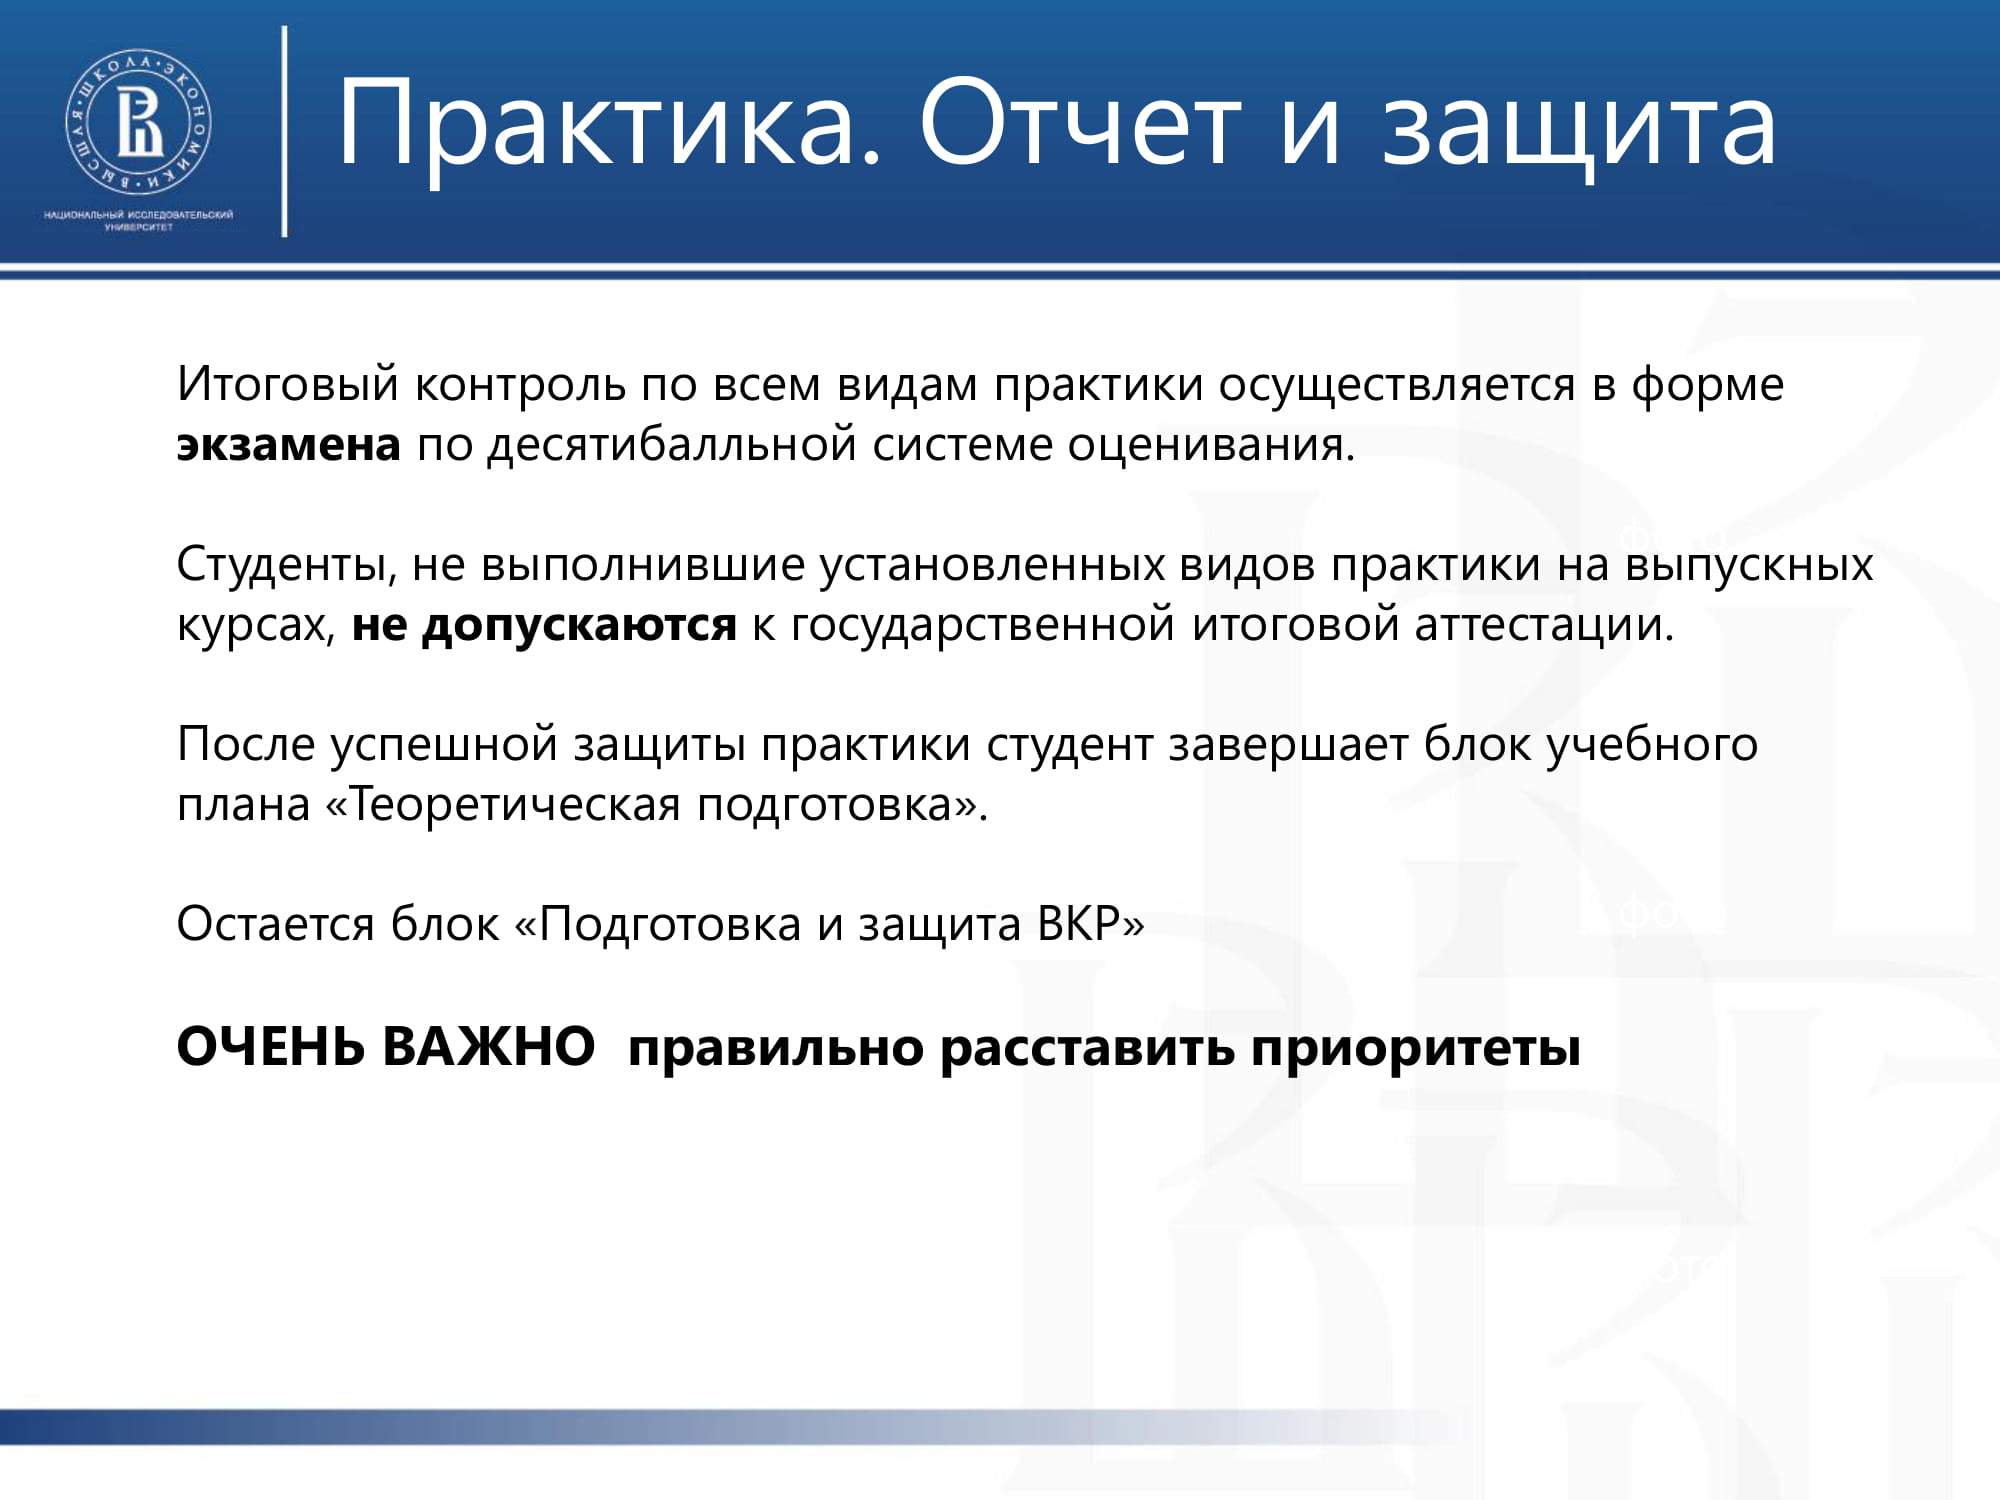 ВЫСШАЯ ШКОЛА ЭКОНОМИКИ
НАЦИОНАЛЬНЫЙ ИССЛЕДОВАТЕЛЬСКИЙ
УНИВЕРСИТЕТ
Практика. Отчет и защита
Итоговый контроль по всем видам практики осуществляется в форме
экзамена по десятибалльной системе оценивания.
фото
Студенты, не выполнившие установленных видов практики на выпускных
курсах, не допускаются к государственной итоговой аттестации.
После успешной защиты практики студент завершает блок учебного
плана «Теоретическая подготовка».
Остается блок «Подготовка и защита ВКР»
фото
ОЧЕНЬ ВАЖНО  правильно расставить приоритеты